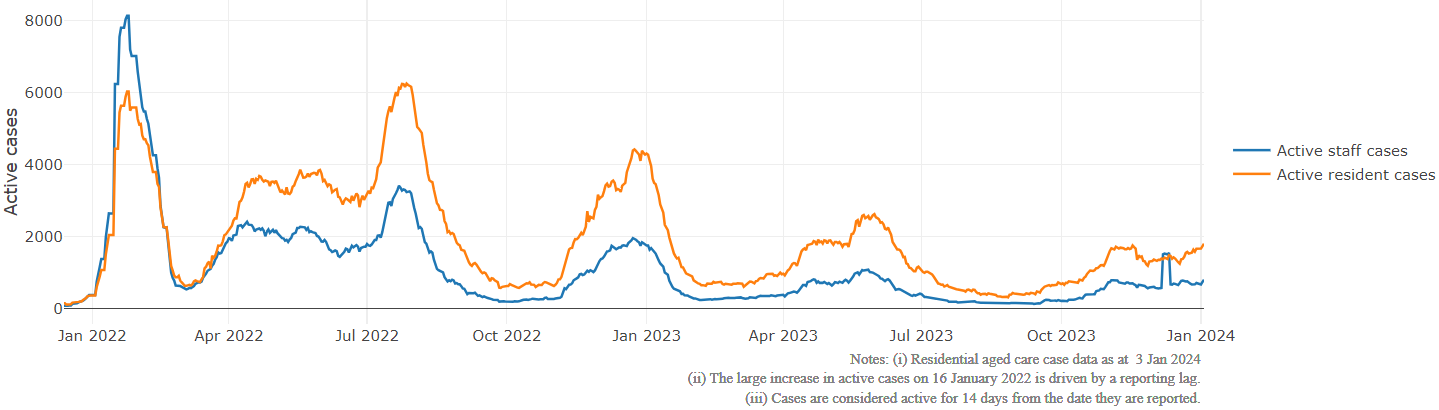 8000
6000
4000
2000
0
Active cases
Jan 2022
Apr 2022
Jul 2022
Oct 2022
Jan 2023
Apr 2023
Jul 2023
Oct 2023
Jan 2024
Active staff cases
Active resident cases
Notes: (i) Residential aged care case data as at 3 Jan 2024
(ii) The large increase in active cases on 16 January 2022 is driven by a reporting lag.
(iii) Cases are considered active for 14 days from the date they are reported.